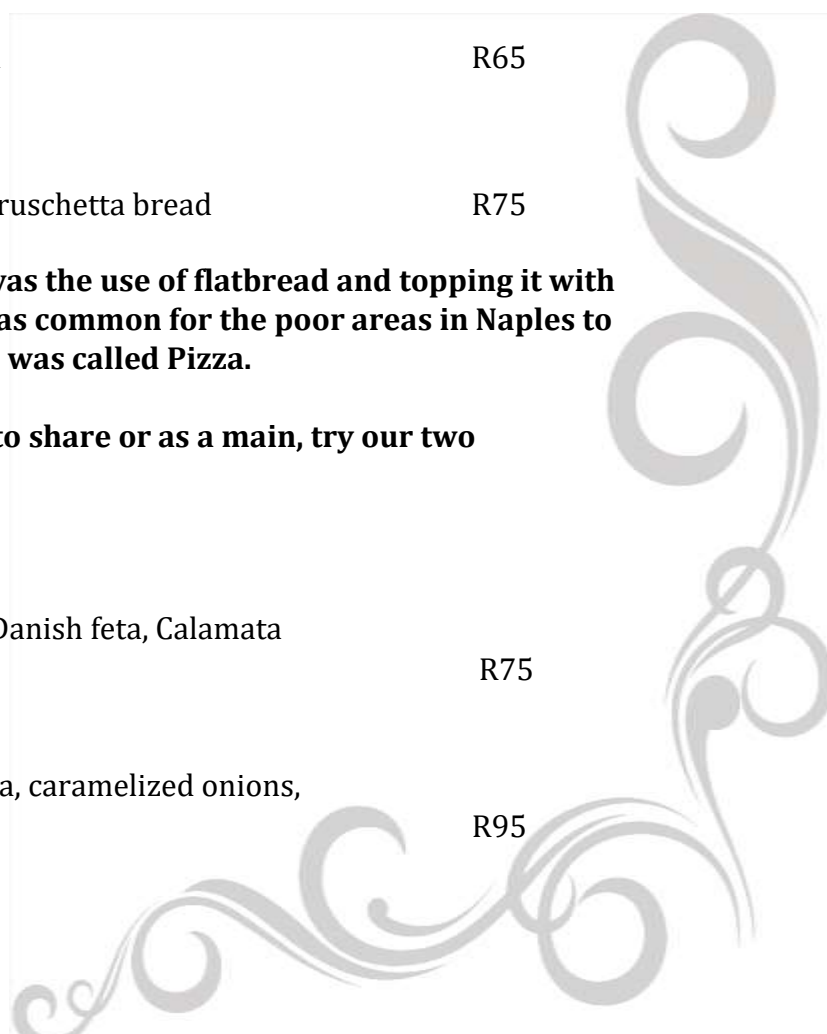 R65
ruschetta bread R75
was the use of flatbread and topping it with
as common for the poor areas in Naples to
was called Pizza.
to share or as a main, try our two
Danish feta, Calamata
R75
a, caramelized onions,
R95